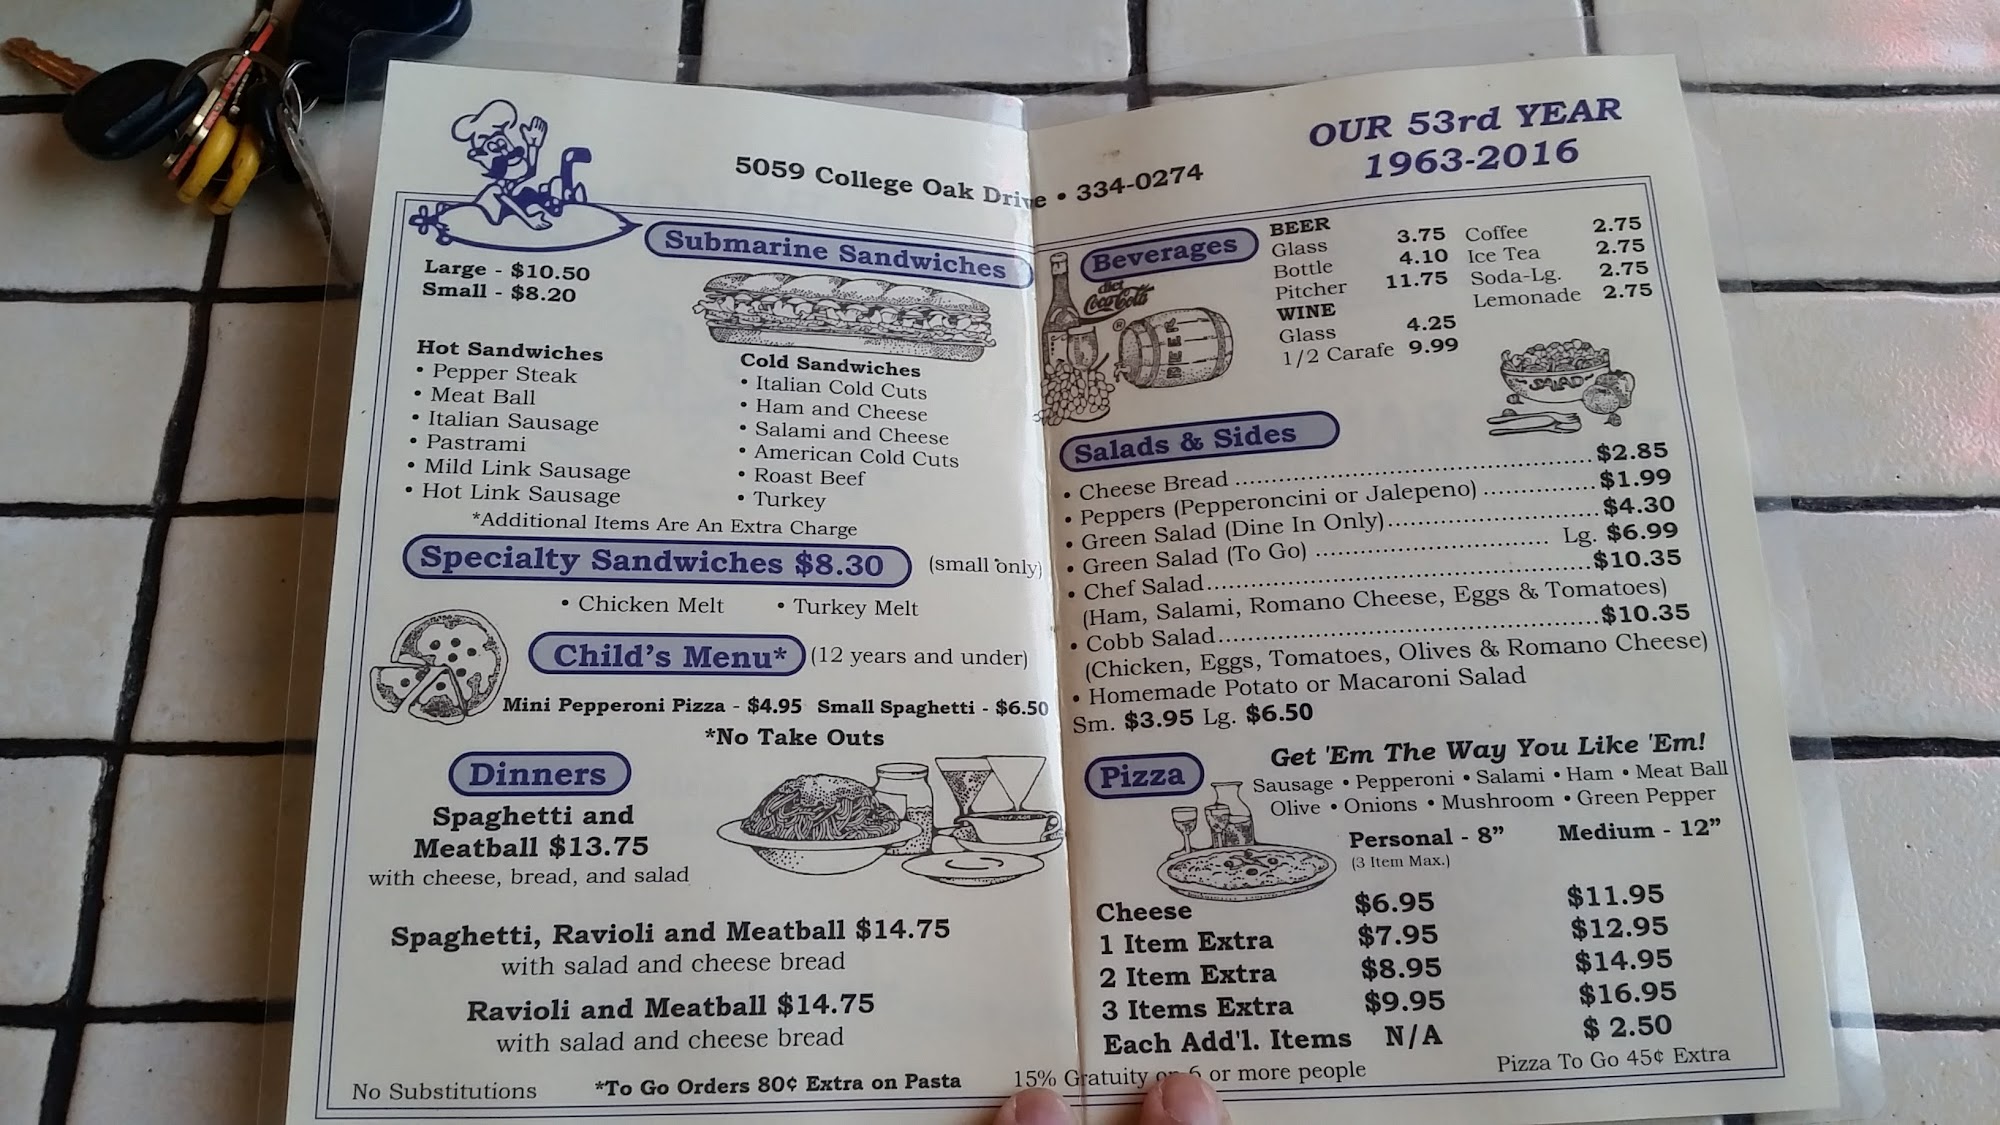 5059 College Oak Drive • 334-0274
OUR 53rd YEAR
1963-2016
Submarine Sandwiches
Large - $10.50
Small - $8.20
Hot Sandwiches
• Pepper Steak
• Meat Ball
• Italian Sausage
• Pastrami
• Mild Link Sausage
• Hot Link Sausage
Cold Sandwiches
• Italian Cold Cuts
• Ham and Cheese
• Salami and Cheese
• American Cold Cuts
• Roast Beef
• Turkey
*Additional Items Are An Extra Charge
Specialty Sandwiches $8.30 (small only)
• Chicken Melt • Turkey Melt
Child's Menu* (12 years and under)
Mini Pepperoni Pizza - $4.95 Small Spaghetti - $6.50
*No Take Outs
Dinners
Spaghetti and
Meatball $13.75
with cheese, bread, and salad
Spaghetti, Ravioli and Meatball $14.75
with salad and cheese bread
Ravioli and Meatball $14.75
with salad and cheese bread
No Substitutions *To Go Orders 80¢ Extra on Pasta
Beverages
diet
Coca-Cola
®
BEER
BEER
Glass 3.75
Bottle 4.10
Pitcher 11.75
WINE
Glass 4.25
1/2 Carafe 9.99
Coffee 2.75
Ice Tea 2.75
Soda-Lg. 2.75
Lemonade 2.75
SALAD
Salads & Sides
• Cheese Bread ........ $2.85
• Peppers (Pepperoncini or Jalepeno) ........ $1.99
• Green Salad (Dine In Only)........ $4.30
• Green Salad (To Go) ........ Lg. $6.99
• Chef Salad........ $10.35
(Ham, Salami, Romano Cheese, Eggs & Tomatoes)
• Cobb Salad........ $10.35
(Chicken, Eggs, Tomatoes, Olives & Romano Cheese)
• Homemade Potato or Macaroni Salad
Sm. $3.95 Lg. $6.50
Pizza
Get 'Em The Way You Like 'Em!
Sausage • Pepperoni • Salami • Ham • Meat Ball
Olive • Onions • Mushroom • Green Pepper
Personal - 8” Medium - 12”
(3 Item Max.)
Cheese $6.95 $11.95
1 Item Extra $7.95 $12.95
2 Item Extra $8.95 $14.95
3 Items Extra $9.95 $16.95
Each Add'l. Items N/A $ 2.50
15% Gratuity on 6 or more people
Pizza To Go 45¢ Extra